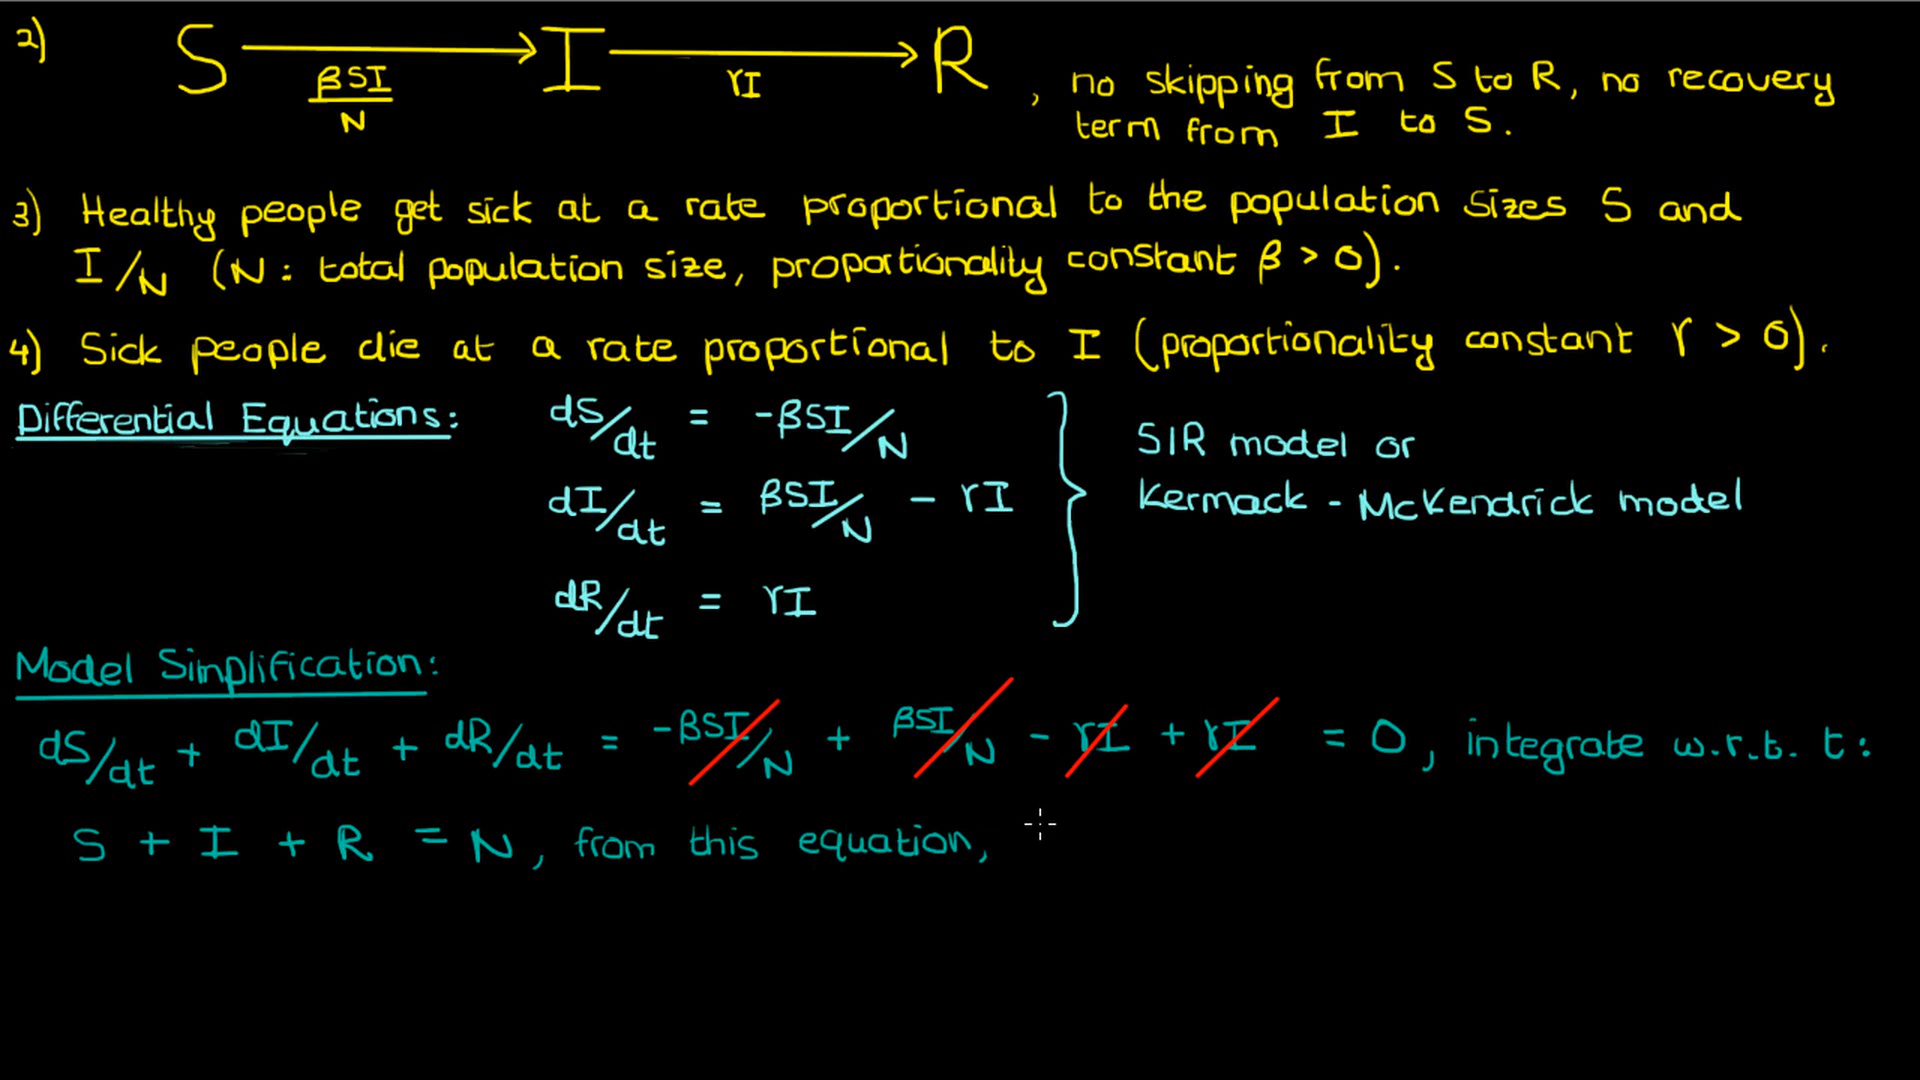 2) S → I → R
βSI/N
γI
, no skipping from S to R, no recovery
term from I to S.
3) Healthy people get sick at a rate proportional to the population sizes S and
I/N (N: total population size, proportionality constant β > 0).
4) Sick people die at a rate proportional to I (proportionality constant γ > 0).
Differential Equations: dS/dt = -βSI/N
dI/dt = βSI/N - γI
dR/dt = γI
SIR model or
Kermack - McKendrick model
Model Simplification:
dS/dt + dI/dt + dR/dt = -βSI/N + βSI/N - γI + γI = 0, integrate w.r.t. t:
S + I + R = N, from this equation,